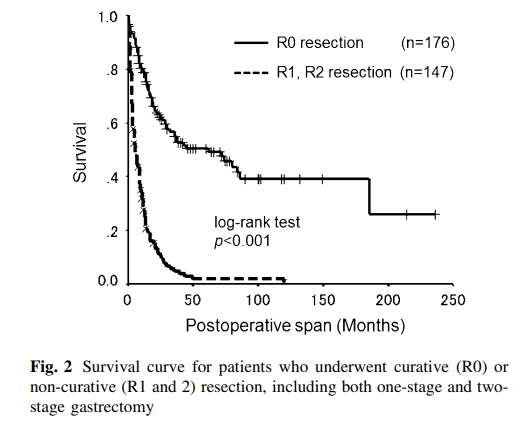 1.0
.8
.6
.4
.2
0.0
Survival
R0 resection (n=176)
R1, R2 resection (n=147)
log-rank test
p<0.001
0 50 100 150 200 250
Postoperative span (Months)
Fig. 2 Survival curve for patients who underwent curative (R0) or
non-curative (R1 and 2) resection, including both one-stage and two-
stage gastrectomy